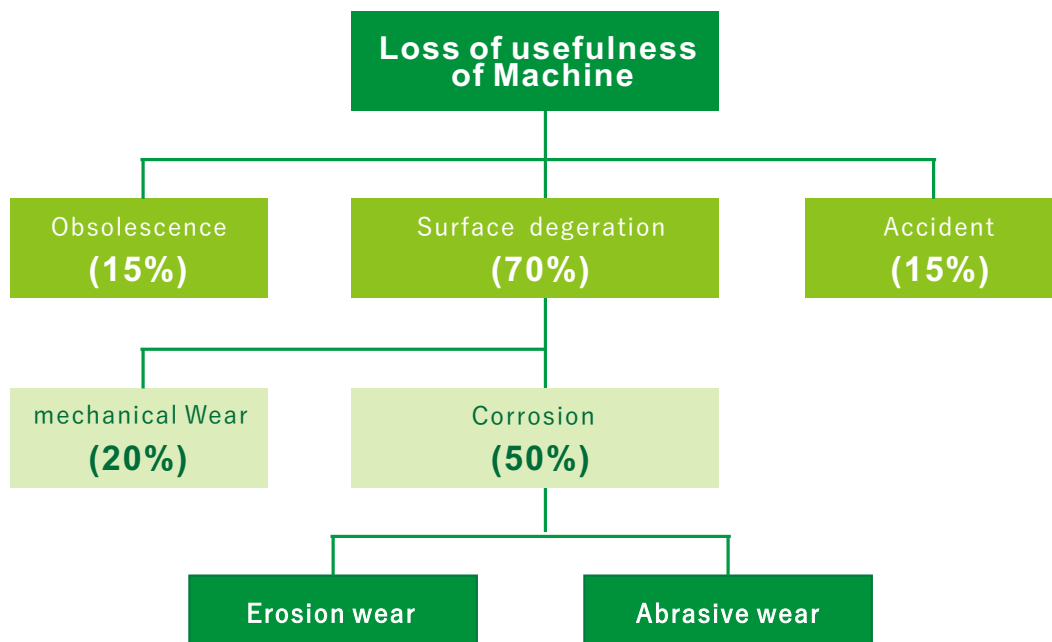 Loss of usefulness
of Machine
Obsolescence
(15%)
Surface degeration
(70%)
Accident
(15%)
mechanical Wear
(20%)
Corrosion
(50%)
Erosion wear
Abrasive wear